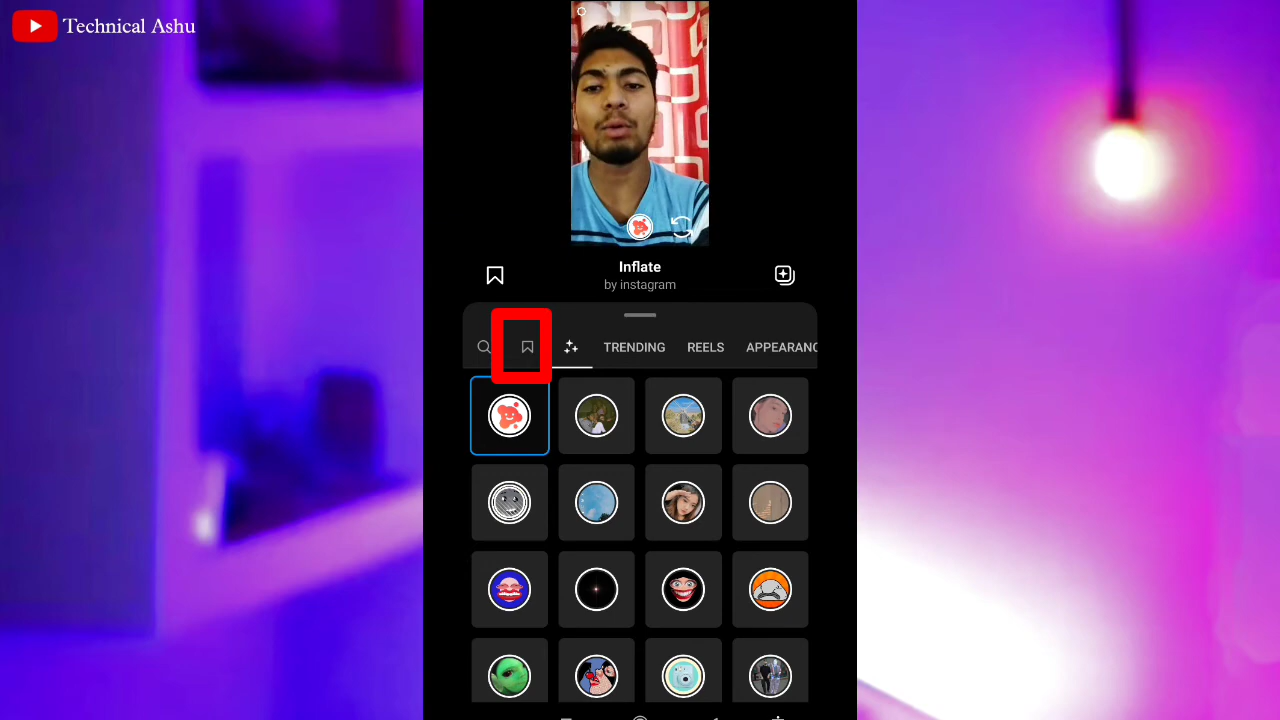 Technical Ashu
Inflate
by instagram
TRENDING
REELS
APPEARANC